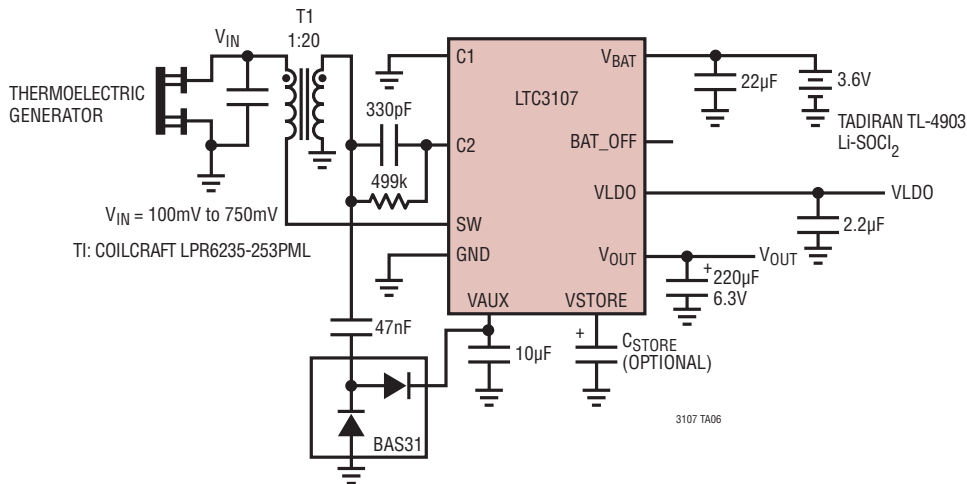 T1
1:20
VIN
THERMOELECTRIC
GENERATOR
VIN = 100mV to 750mV
TI: COILCRAFT LPR6235-253PML
330pF
499k
47nF
BAS31
C1
C2
SW
GND
VAUX
LTC3107
VBAT
BAT_OFF
VLDO
VOUT
VSTORE
10µF
+
CSTORE
(OPTIONAL)
22µF
3.6V
TADIRAN TL-4903
Li-SOCl2
VLDO
2.2µF
VOUT
+
220µF
6.3V
3107 TA06